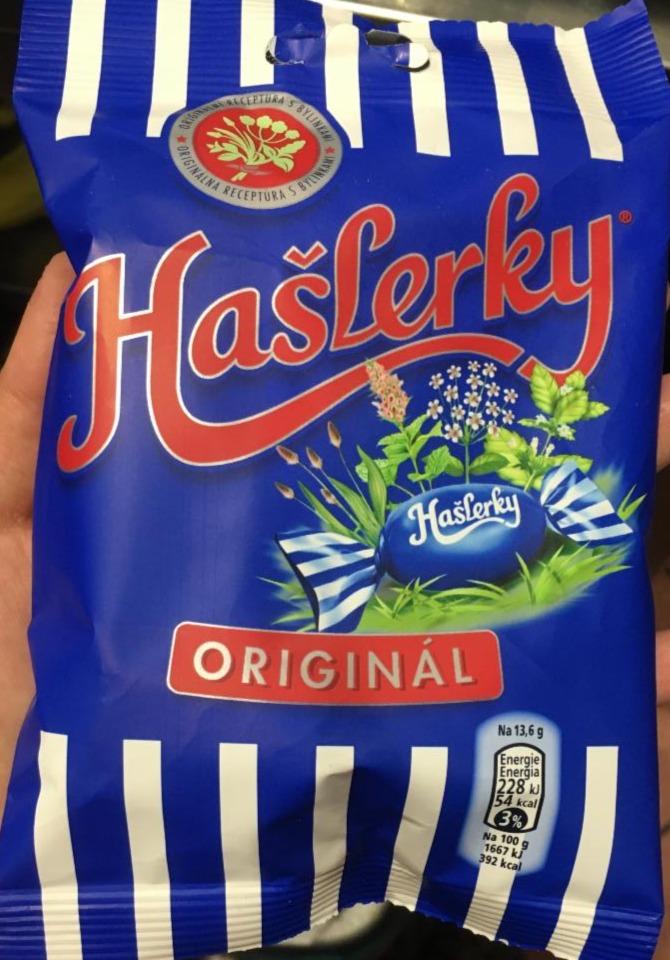 ORIGINÁLNÍ RECEPTURA S BYLINKAMI
ORIGINÁLNA RECEPTÚRA S BYLINKAMI
Hašlerky®
Hašlerky
ORIGINÁL
Na 13,6 g
Energie
Energia
228 kJ
54 kcal
3%
Na 100 g
1667 kJ
392 kcal